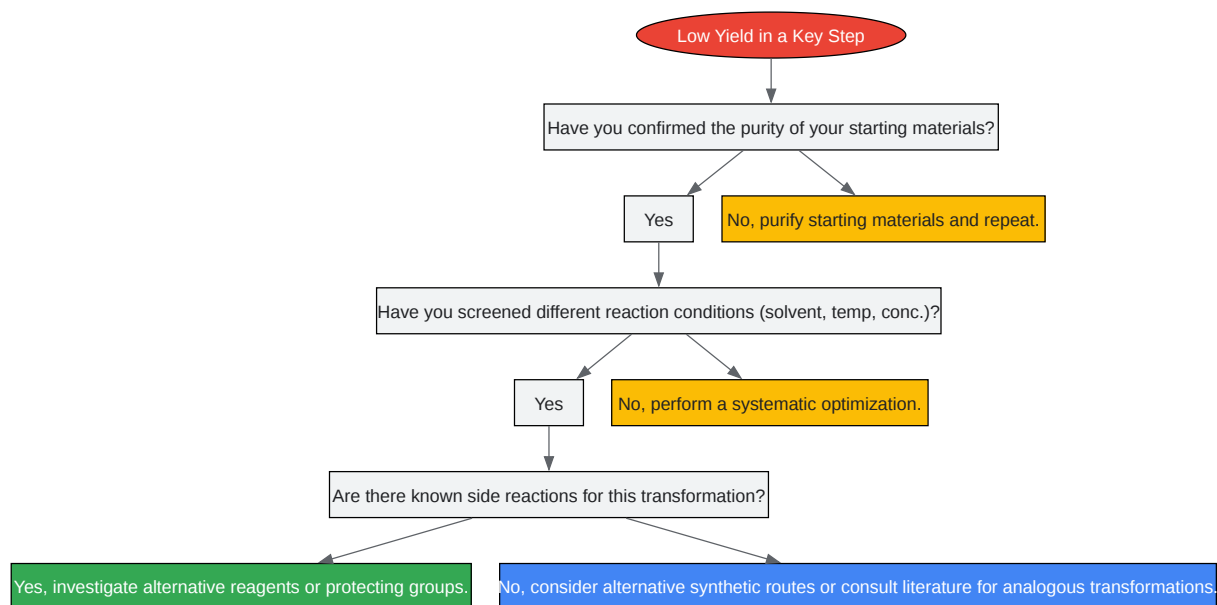 Low Yield in a Key Step
Have you confirmed the purity of your starting materials?
Yes
No, purify starting materials and repeat.
Have you screened different reaction conditions (solvent, temp, conc.)?
Yes
No, perform a systematic optimization.
Are there known side reactions for this transformation?
Yes, investigate alternative reagents or protecting groups.
No, consider alternative synthetic routes or consult literature for analogous transformations.